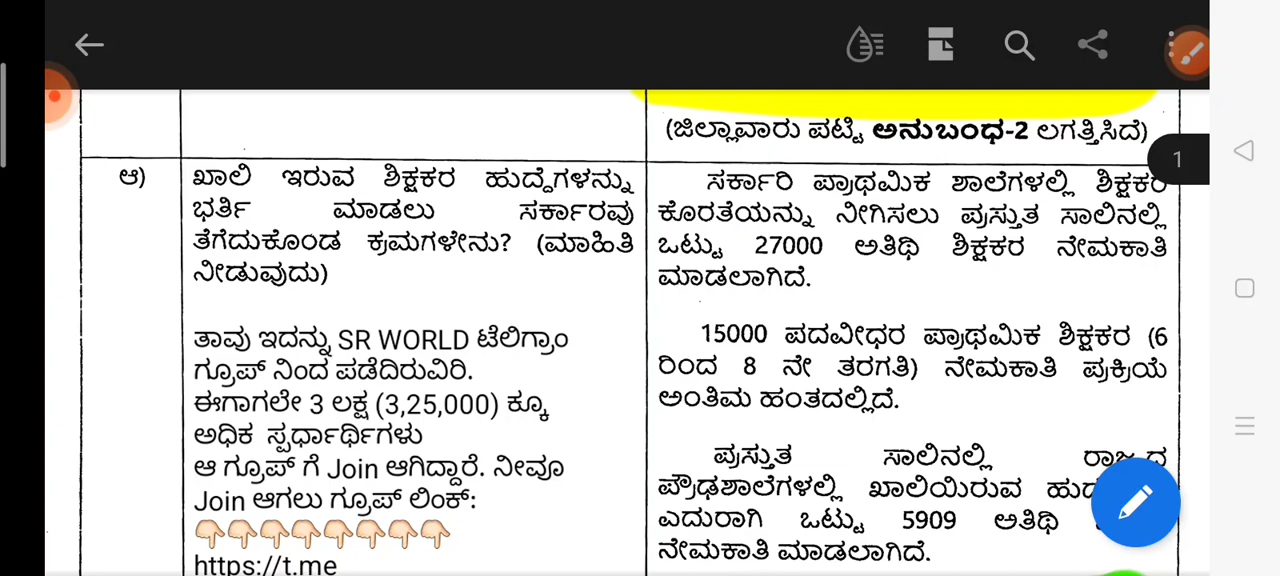 (ಜಿಲ್ಲಾವಾರು ಪಟ್ಟಿ ಅನುಬಂಧ-2 ಲಗತ್ತಿಸಿದೆ)
1
ಆ)
ಖಾಲಿ ಇರುವ ಶಿಕ್ಷಕರ ಹುದ್ದೆಗಳನ್ನು
ಭರ್ತಿ ಮಾಡಲು ಸರ್ಕಾರವು
ತೆಗೆದುಕೊಂಡ ಕ್ರಮಗಳೇನು? (ಮಾಹಿತಿ
ನೀಡುವುದು)
ತಾವು ಇದನ್ನು SR WORLD ಟೆಲಿಗ್ರಾಂ
ಗ್ರೂಪ್ ನಿಂದ ಪಡೆದಿರುವಿರಿ.
ಈಗಾಗಲೇ 3 ಲಕ್ಷ (3,25,000) ಕ್ಕೂ
ಅಧಿಕ ಸ್ಪರ್ಧಾರ್ಥಿಗಳು
ಆ ಗ್ರೂಪ್ ಗೆ Join ಆಗಿದ್ದಾರೆ. ನೀವೂ
Join ಆಗಲು ಗ್ರೂಪ್ ಲಿಂಕ್:
👇🏻👇🏻👇🏻👇🏻👇🏻👇🏻👇🏻👇🏻
https://t.me
ಸರ್ಕಾರಿ ಪ್ರಾಥಮಿಕ ಶಾಲೆಗಳಲ್ಲಿ ಶಿಕ್ಷಕರ
ಕೊರತೆಯನ್ನು ನೀಗಿಸಲು ಪ್ರಸ್ತುತ ಸಾಲಿನಲ್ಲಿ
ಒಟ್ಟು 27000 ಅತಿಥಿ ಶಿಕ್ಷಕರ ನೇಮಕಾತಿ
ಮಾಡಲಾಗಿದೆ.
15000 ಪದವೀಧರ ಪ್ರಾಥಮಿಕ ಶಿಕ್ಷಕರ (6
ರಿಂದ 8 ನೇ ತರಗತಿ) ನೇಮಕಾತಿ ಪ್ರಕ್ರಿಯೆ
ಅಂತಿಮ ಹಂತದಲ್ಲಿದೆ.
ಪ್ರಸ್ತುತ ಸಾಲಿನಲ್ಲಿ ರಾಜ್ಯದ
ಪ್ರೌಢಶಾಲೆಗಳಲ್ಲಿ ಖಾಲಿಯಿರುವ
ಎದುರಾಗಿ ಒಟ್ಟು 5909 ಅತಿಥಿ
ನೇಮಕಾತಿ ಮಾಡಲಾಗಿದೆ.